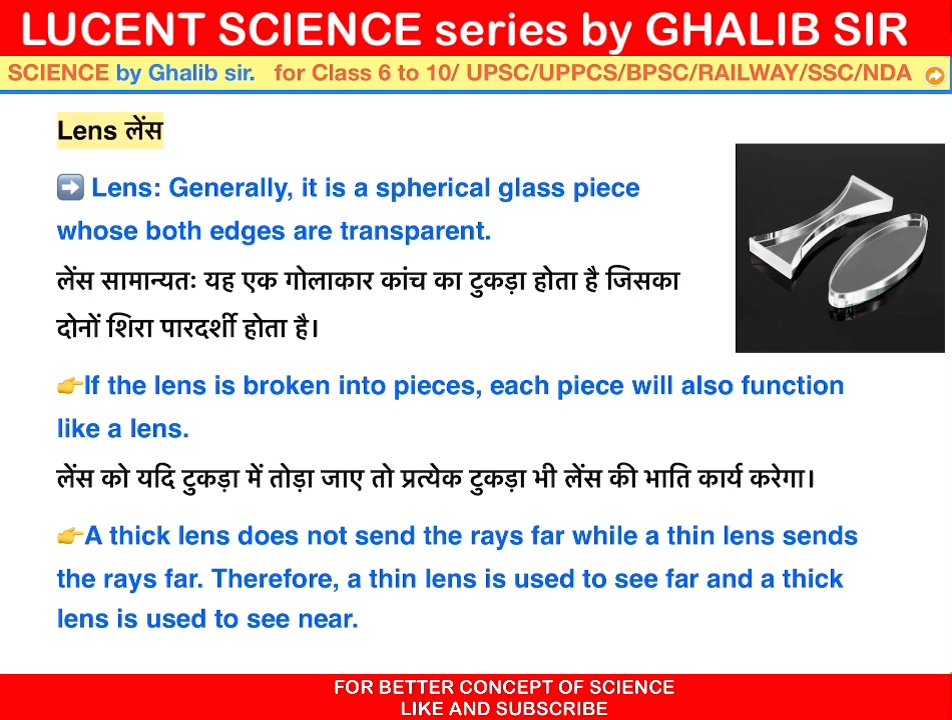 LUCENT SCIENCE series by GHALIB SIR
SCIENCE by Ghalib sir. for Class 6 to 10/ UPSC/UPPCS/BPSC/RAILWAY/SSC/NDA
Lens लेंस
➡️ Lens: Generally, it is a spherical glass piece
whose both edges are transparent.
लेंस सामान्यतः यह एक गोलाकार कांच का टुकड़ा होता है जिसका
दोनों शिरा पारदर्शी होता है।
👉If the lens is broken into pieces, each piece will also function
like a lens.
लेंस को यदि टुकड़ा में तोड़ा जाए तो प्रत्येक टुकड़ा भी लेंस की भाति कार्य करेगा।
👉A thick lens does not send the rays far while a thin lens sends
the rays far. Therefore, a thin lens is used to see far and a thick
lens is used to see near.
FOR BETTER CONCEPT OF SCIENCE
LIKE AND SUBSCRIBE